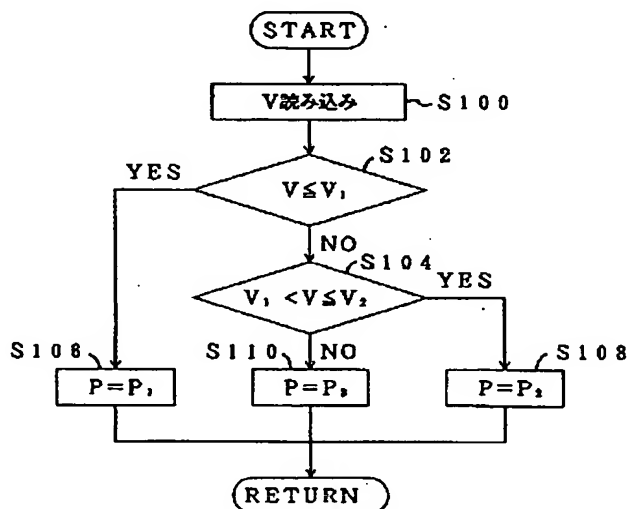 START
V読み込み
S100
S102
YES
V≦V₁
NO
S104
YES
V₁ <V≦V₂
S106
S110
NO
S108
P=P₁
P=P₃
P=P₂
RETURN